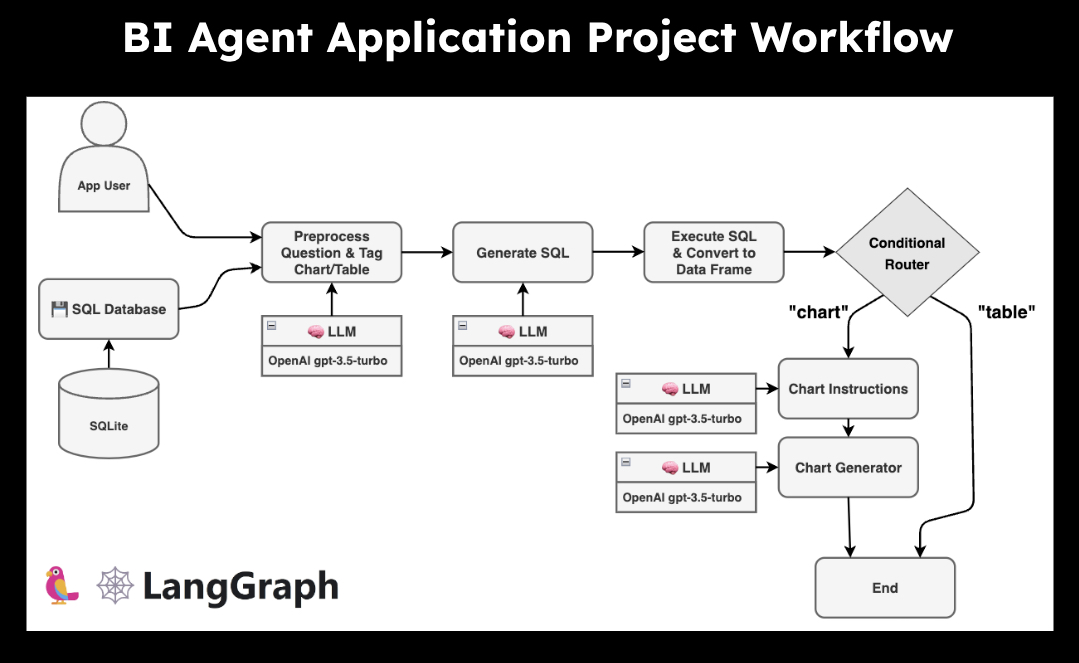 BI Agent Application Project Workflow
App User
Preprocess
Question & Tag
Chart/Table
Generate SQL
Execute SQL
& Convert to
Data Frame
Conditional
Router
SQL Database
SQLite
LLM
OpenAI gpt-3.5-turbo
LLM
OpenAI gpt-3.5-turbo
"chart"
"table"
LLM
OpenAI gpt-3.5-turbo
Chart Instructions
LLM
OpenAI gpt-3.5-turbo
Chart Generator
End
LangGraph